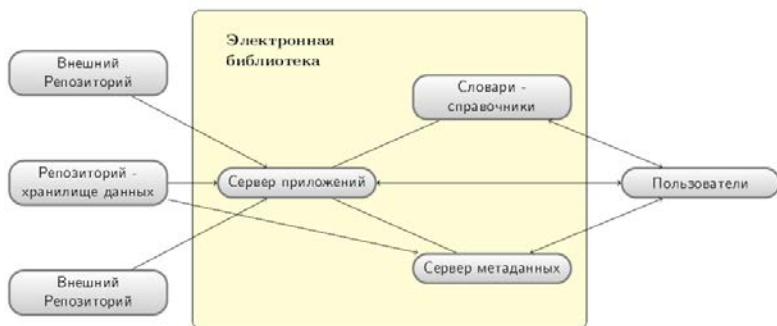 Электронная
библиотека
Внешний
Репозиторий
Словари -
справочники
Репозиторий -
хранилище данных
Сервер приложений
Пользователи
Сервер метаданных
Внешний
Репозиторий